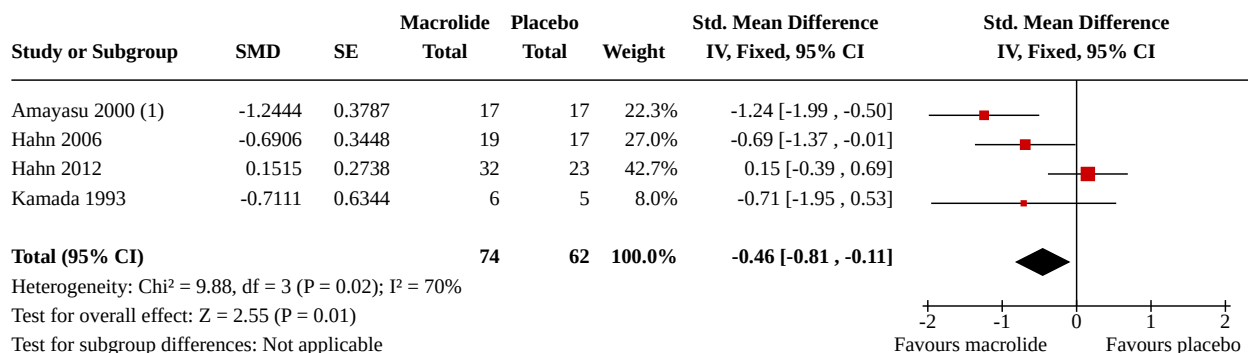 Macrolide Placebo Std. Mean Difference Std. Mean Difference
Study or Subgroup SMD SE Total Total Weight IV, Fixed, 95% CI IV, Fixed, 95% CI
Amayasu 2000 (1) -1.2444 0.3787 17 17 22.3% -1.24 [-1.99 , -0.50]
Hahn 2006 -0.6906 0.3448 19 17 27.0% -0.69 [-1.37 , -0.01]
Hahn 2012 0.1515 0.2738 32 23 42.7% 0.15 [-0.39 , 0.69]
Kamada 1993 -0.7111 0.6344 6 5 8.0% -0.71 [-1.95 , 0.53]
Total (95% CI) 74 62 100.0% -0.46 [-0.81 , -0.11]
Heterogeneity: Chi² = 9.88, df = 3 (P = 0.02); I² = 70%
Test for overall effect: Z = 2.55 (P = 0.01)
-2 -1 0 1 2
Test for subgroup differences: Not applicable Favours macrolide Favours placebo